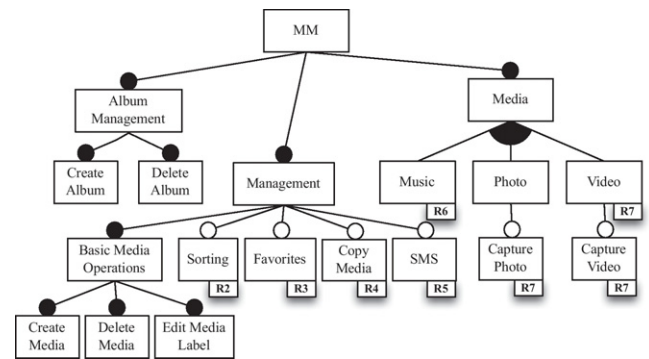 MM
Album
Management
Media
Create
Album
Delete
Album
Management
Music
R6
Photo
Video
R7
Basic Media
Operations
Sorting
R2
Favorites
R3
Copy
Media
R4
SMS
R5
Capture
Photo
R7
Capture
Video
R7
Create
Media
Delete
Media
Edit Media
Label